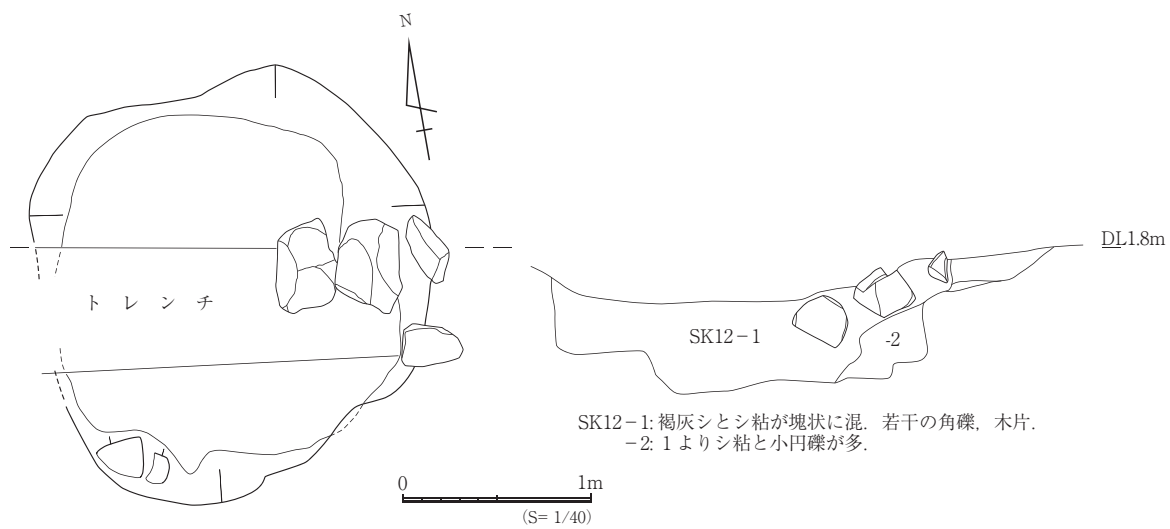 N
トレンチ
DL1.8m
SK12-1
-2
SK12-1: 褐灰シとシ粘が塊状に混. 若干の角礫, 木片.
-2: 1よりシ粘と小円礫が多.
0 1m
(S= 1/40)